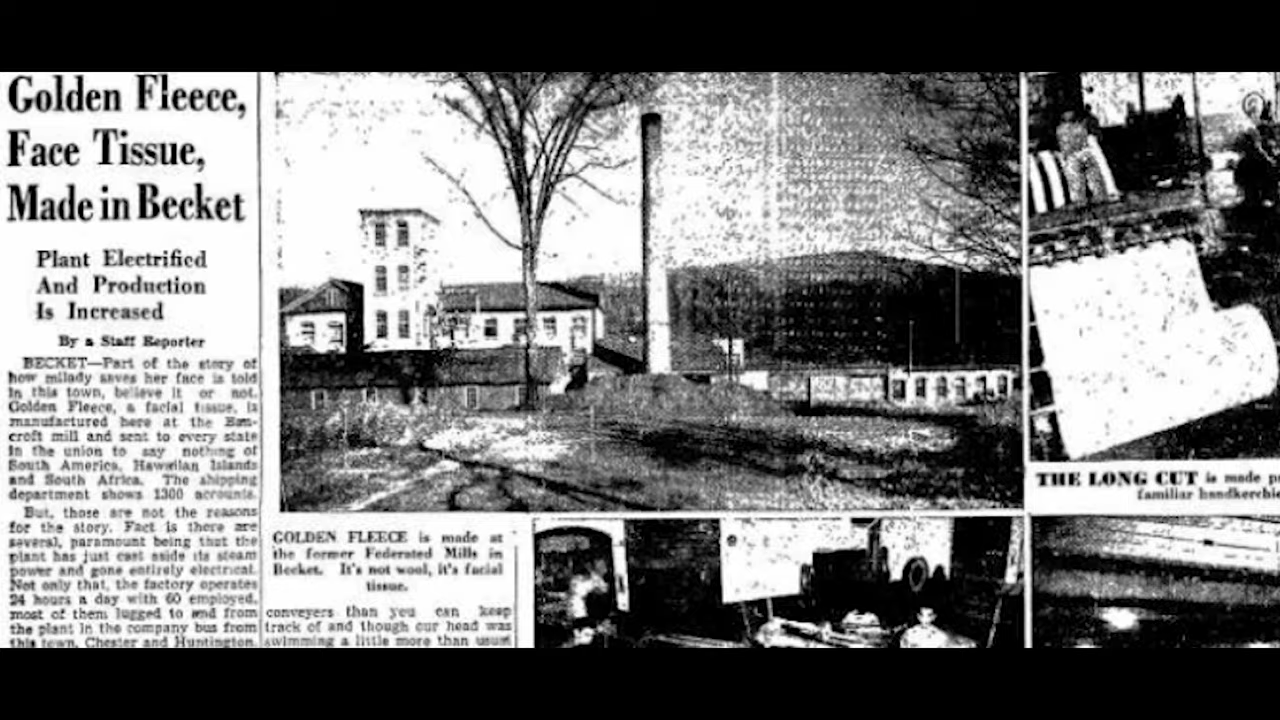 Golden Fleece,
Face Tissue,
Made in Becket
Plant Electrified
And Production
Is Increased
By a Staff Reporter
BECKET—Part of the story of
how milady saves her face is told
in this town, believe it or not.
Golden Fleece, a facial tissue, is
manufactured here at the Ban-
croft mill and sent to every state
in the union to say nothing of
South America, Hawaiian Islands
and South Africa. The shipping
department shows 1300 accounts.
But, those are not the reasons
for the story. Fact is there are
several, paramount being that the
plant has just cast aside its steam
power and gone entirely electrical.
Not only that, the factory operates
24 hours a day with 60 employed,
most of them lugged to and from
the plant in the company bus from
this town, Chester and Huntington.
GOLDEN FLEECE is made at
the former Federated Mills in
Becket. It's not wool, it's facial
tissue.
conveyers than you can keep
track of and though our head was
swimming a little more than usual
THE LONG CUT is made
familiar